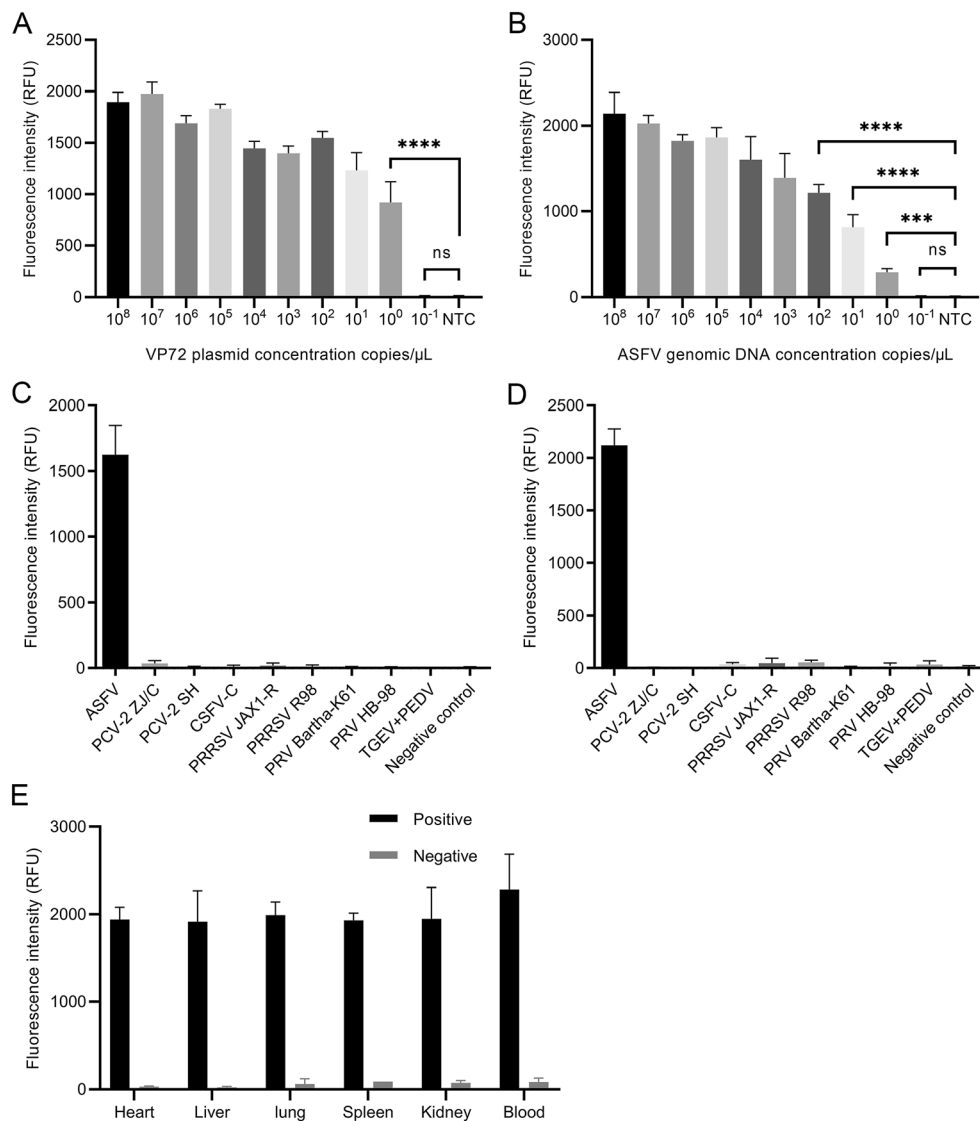 A
Fluorescence intensity (RFU)
2500
2000
1500
1000
500
0
****
ns
10⁸ 10⁷ 10⁶ 10⁵ 10⁴ 10³ 10² 10¹ 10⁰ 10⁻¹ NTC
VP72 plasmid concentration copies/μL
B
Fluorescence intensity (RFU)
3000
2000
1000
0
****
****
***
ns
10⁸ 10⁷ 10⁶ 10⁵ 10⁴ 10³ 10² 10¹ 10⁰ 10⁻¹ NTC
ASFV genomic DNA concentration copies/μL
C
Fluorescence intensity (RFU)
2000
1500
1000
500
0
ASFV
PCV-2 ZJ/C
PCV-2 SH
CSFV-C
PRRSV JAX1-R
PRRSV R98
PRV Bartha-K61
PRV HB-98
TGEV+PEDV
Negative control
D
Fluorescence intensity (RFU)
2500
2000
1500
1000
500
0
ASFV
PCV-2 ZJ/C
PCV-2 SH
CSFV-C
PRRSV JAX1-R
PRRSV R98
PRV Bartha-K61
PRV HB-98
TGEV+PEDV
Negative control
E
Fluorescence intensity (RFU)
3000
2000
1000
0
Positive
Negative
Heart Liver lung Spleen Kidney Blood